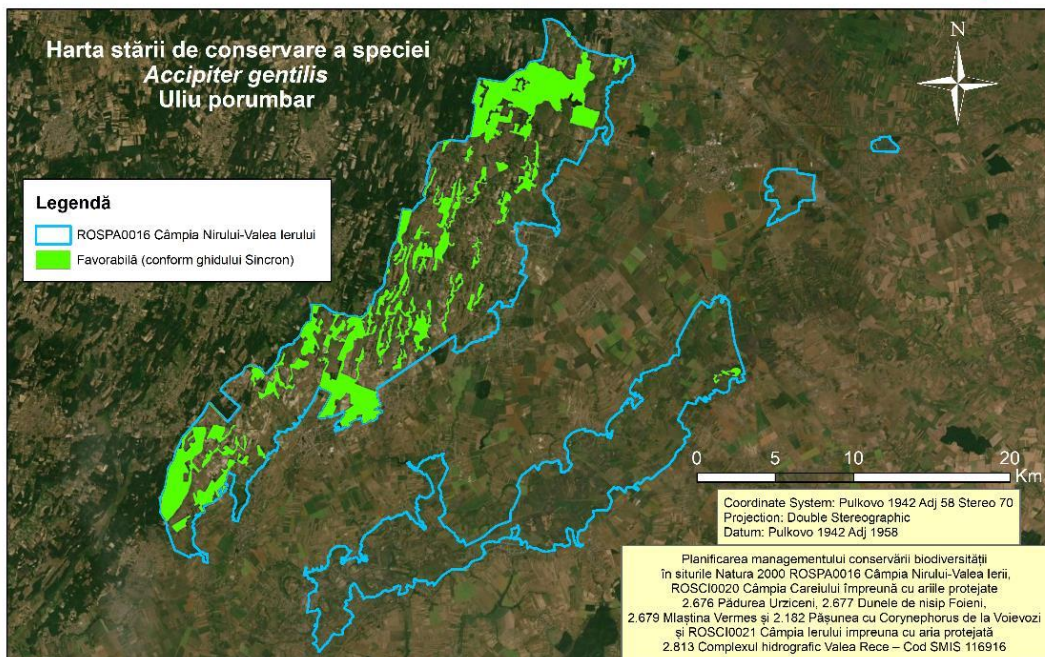 Harta stării de conservare a speciei
Accipiter gentilis
Uliu porumbar
N
Legendă
ROSPA0016 Câmpia Nirului-Valea Ierului
Favorabilă (conform ghidului Sincron)
0 5 10 20
Km
Coordinate System: Pulkovo 1942 Adj 58 Stereo 70
Projection: Double Stereographic
Datum: Pulkovo 1942 Adj 1958
Planificarea managementului conservării biodiversității
în siturile Natura 2000 ROSPA0016 Câmpia Nirului-Valea Ierii,
ROSCI0020 Câmpia Careiului împreună cu ariile protejate
2.676 Pădurea Urziceni, 2.677 Dunele de nisip Foieni,
2.679 Mlaștina Vermes și 2.182 Pășunea cu Corynephorus de la Voievozi
și ROSCI0021 Câmpia Ierului impreuna cu aria protejată
2.813 Complexul hidrografic Valea Rece – Cod SMIS 116916